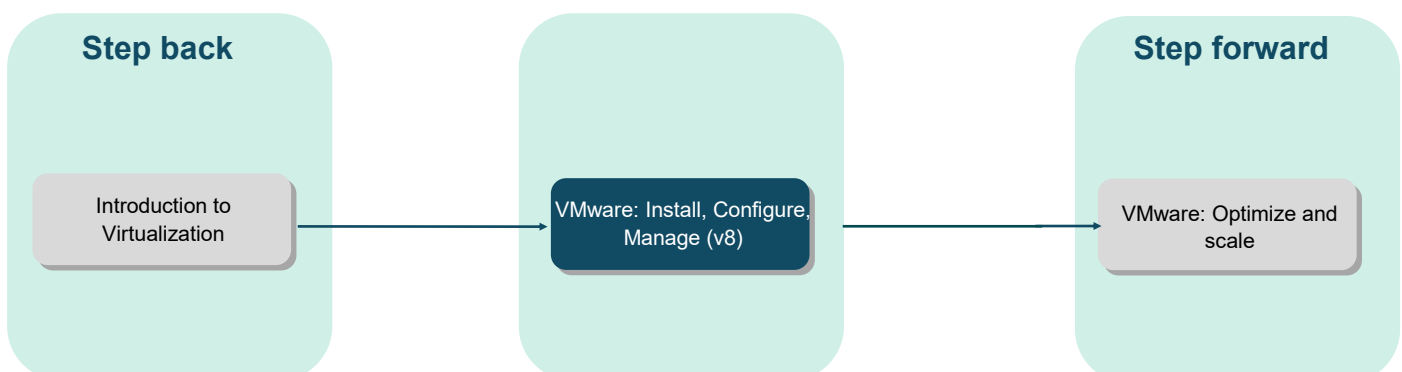 Step back
Step forward
Introduction to
Virtualization
VMware: Install, Configure,
Manage (v8)
VMware: Optimize and
scale